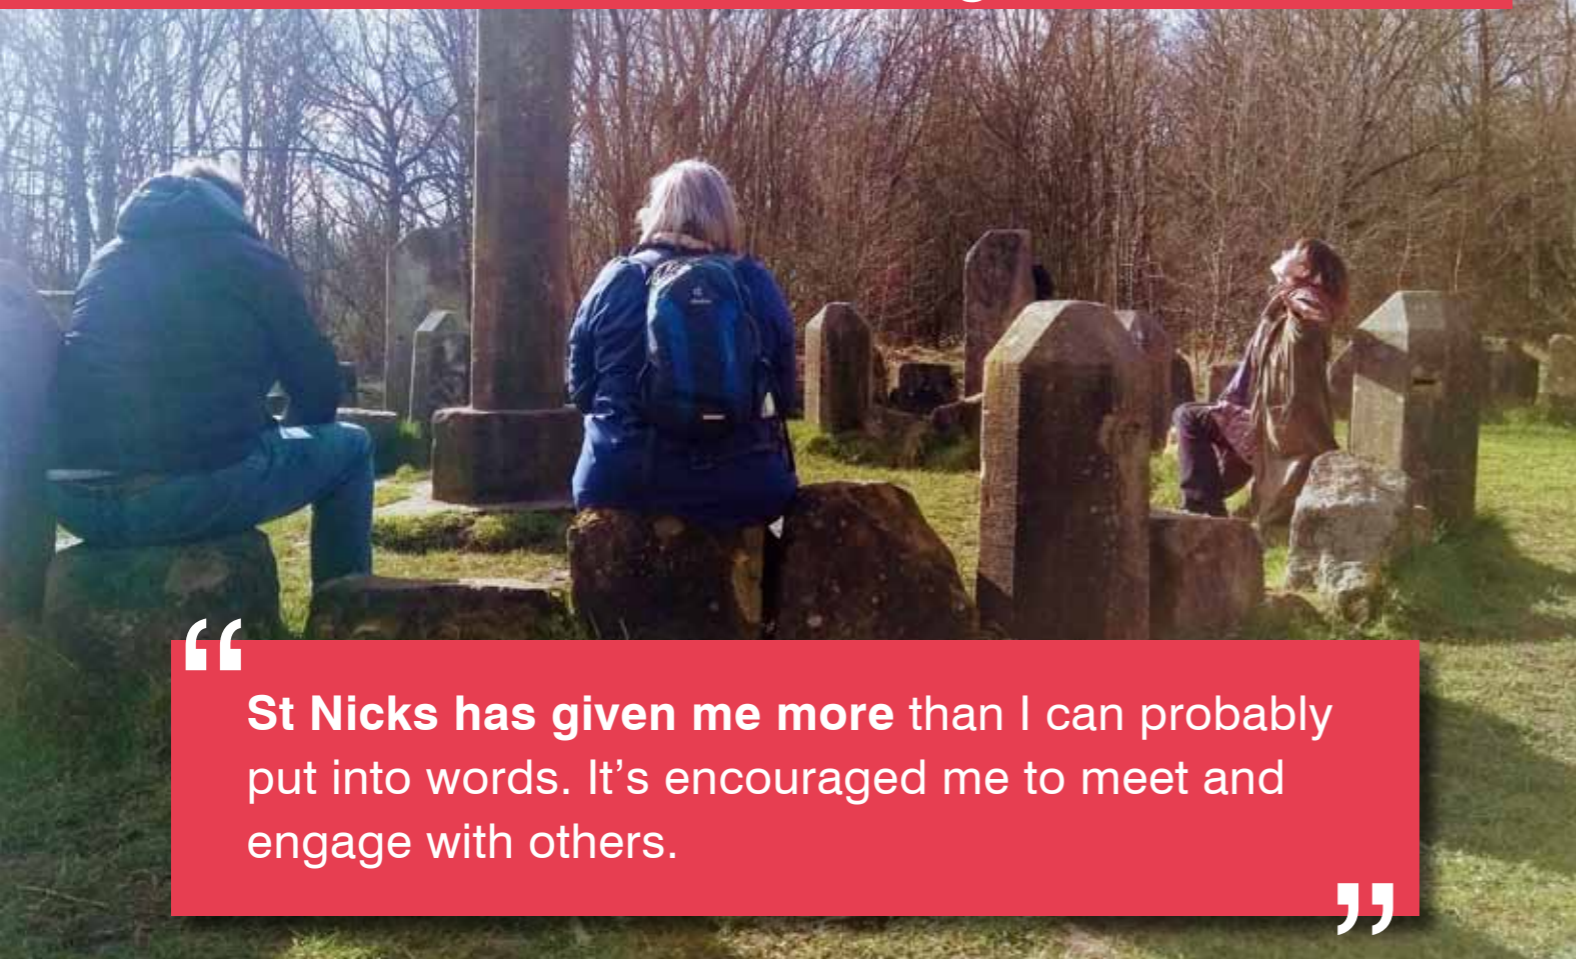 “
St Nicks has given me more than I can probably
put into words. It’s encouraged me to meet and
engage with others.
”